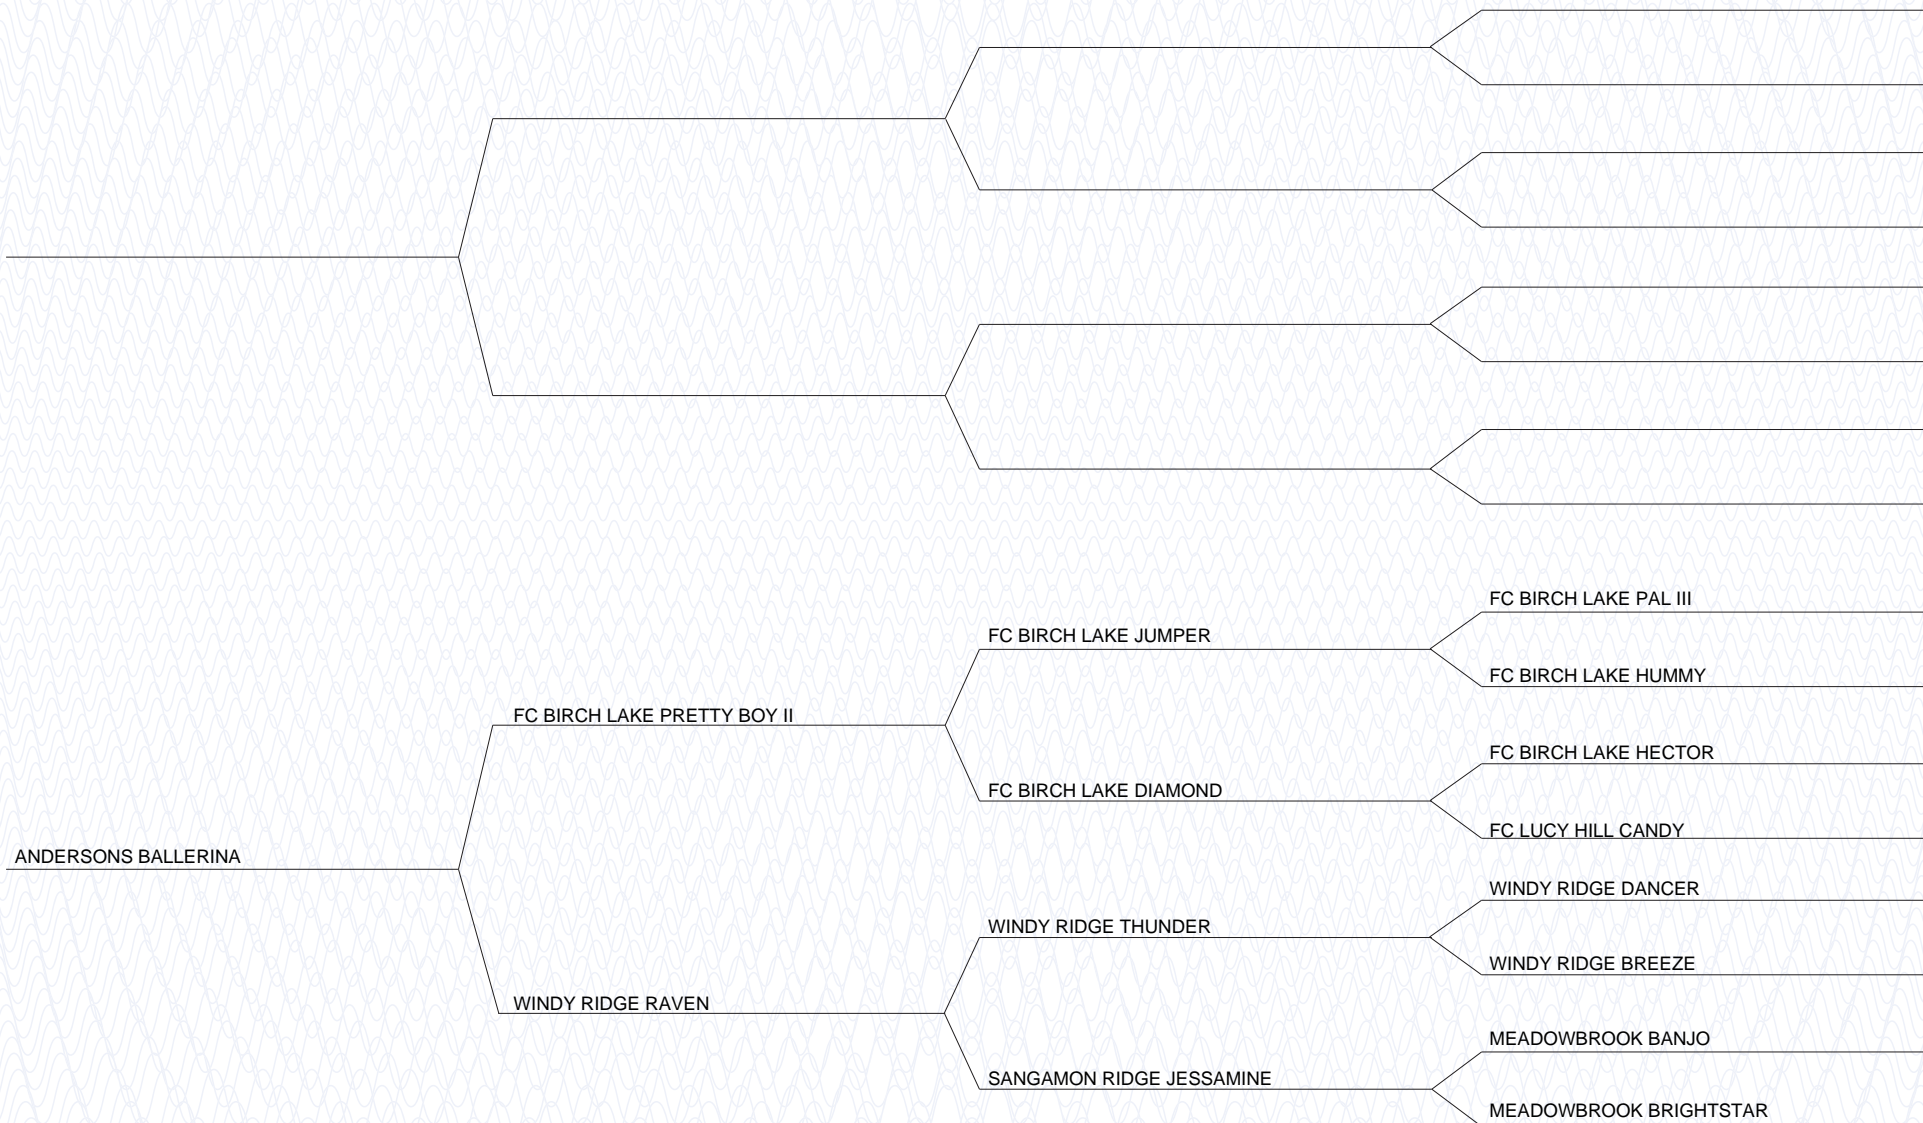 FC BIRCH LAKE PAL III
FC BIRCH LAKE JUMPER
FC BIRCH LAKE HUMMY
FC BIRCH LAKE PRETTY BOY II
FC BIRCH LAKE HECTOR
FC BIRCH LAKE DIAMOND
FC LUCY HILL CANDY
ANDERSONS BALLERINA
WINDY RIDGE DANCER
WINDY RIDGE THUNDER
WINDY RIDGE BREEZE
WINDY RIDGE RAVEN
MEADOWBROOK BANJO
SANGAMON RIDGE JESSAMINE
MEADOWBROOK BRIGHTSTAR